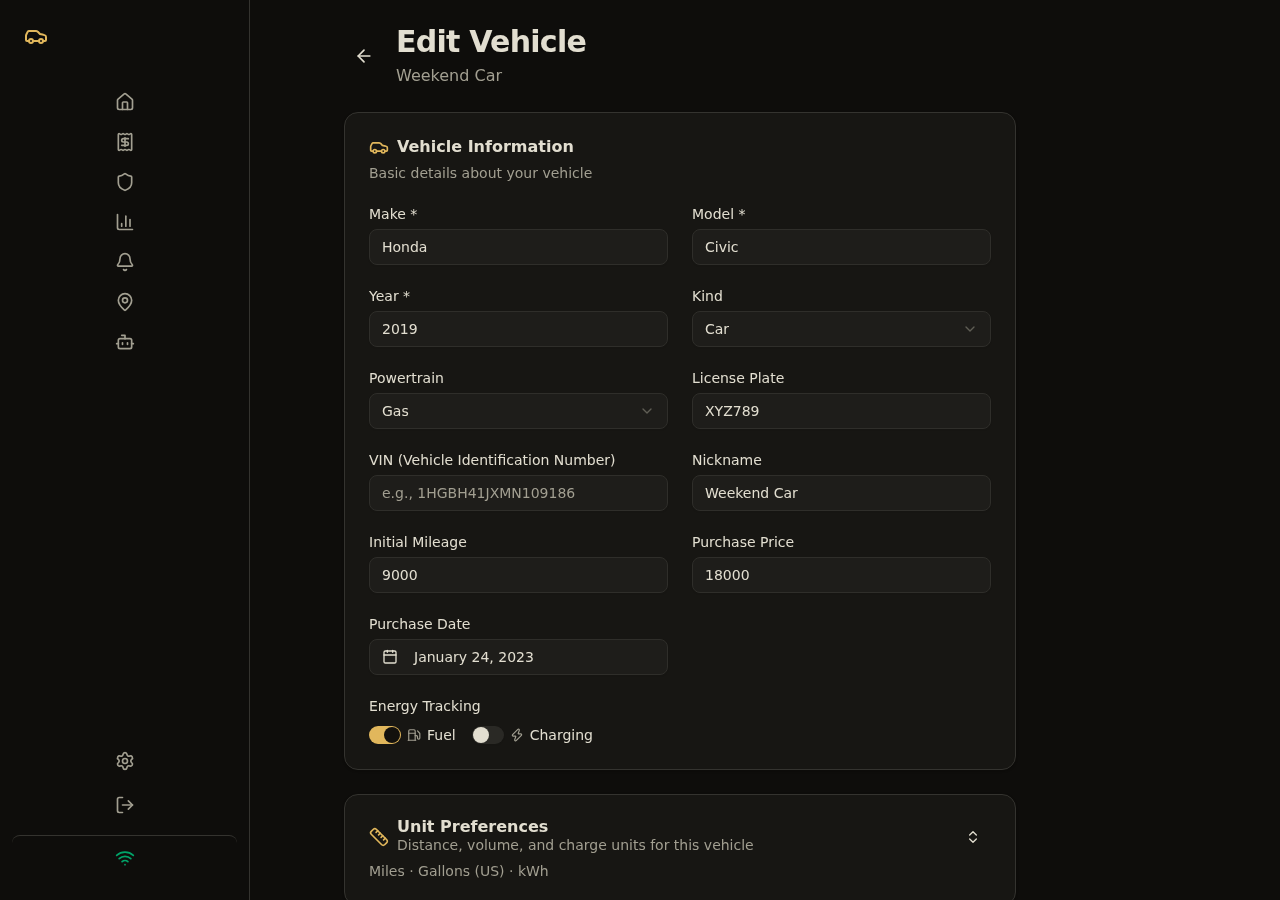 Edit Vehicle
Weekend Car
Vehicle Information
Basic details about your vehicle
Make *
Model *
Honda
Civic
Year *
Kind
2019
Car
Powertrain
License Plate
Gas
XYZ789
VIN (Vehicle Identification Number)
Nickname
e.g., 1HGBH41JXMN109186
Weekend Car
Initial Mileage
Purchase Price
9000
18000
Purchase Date
January 24, 2023
Energy Tracking
Fuel
Charging
Unit Preferences
Distance, volume, and charge units for this vehicle
Miles · Gallons (US) · kWh